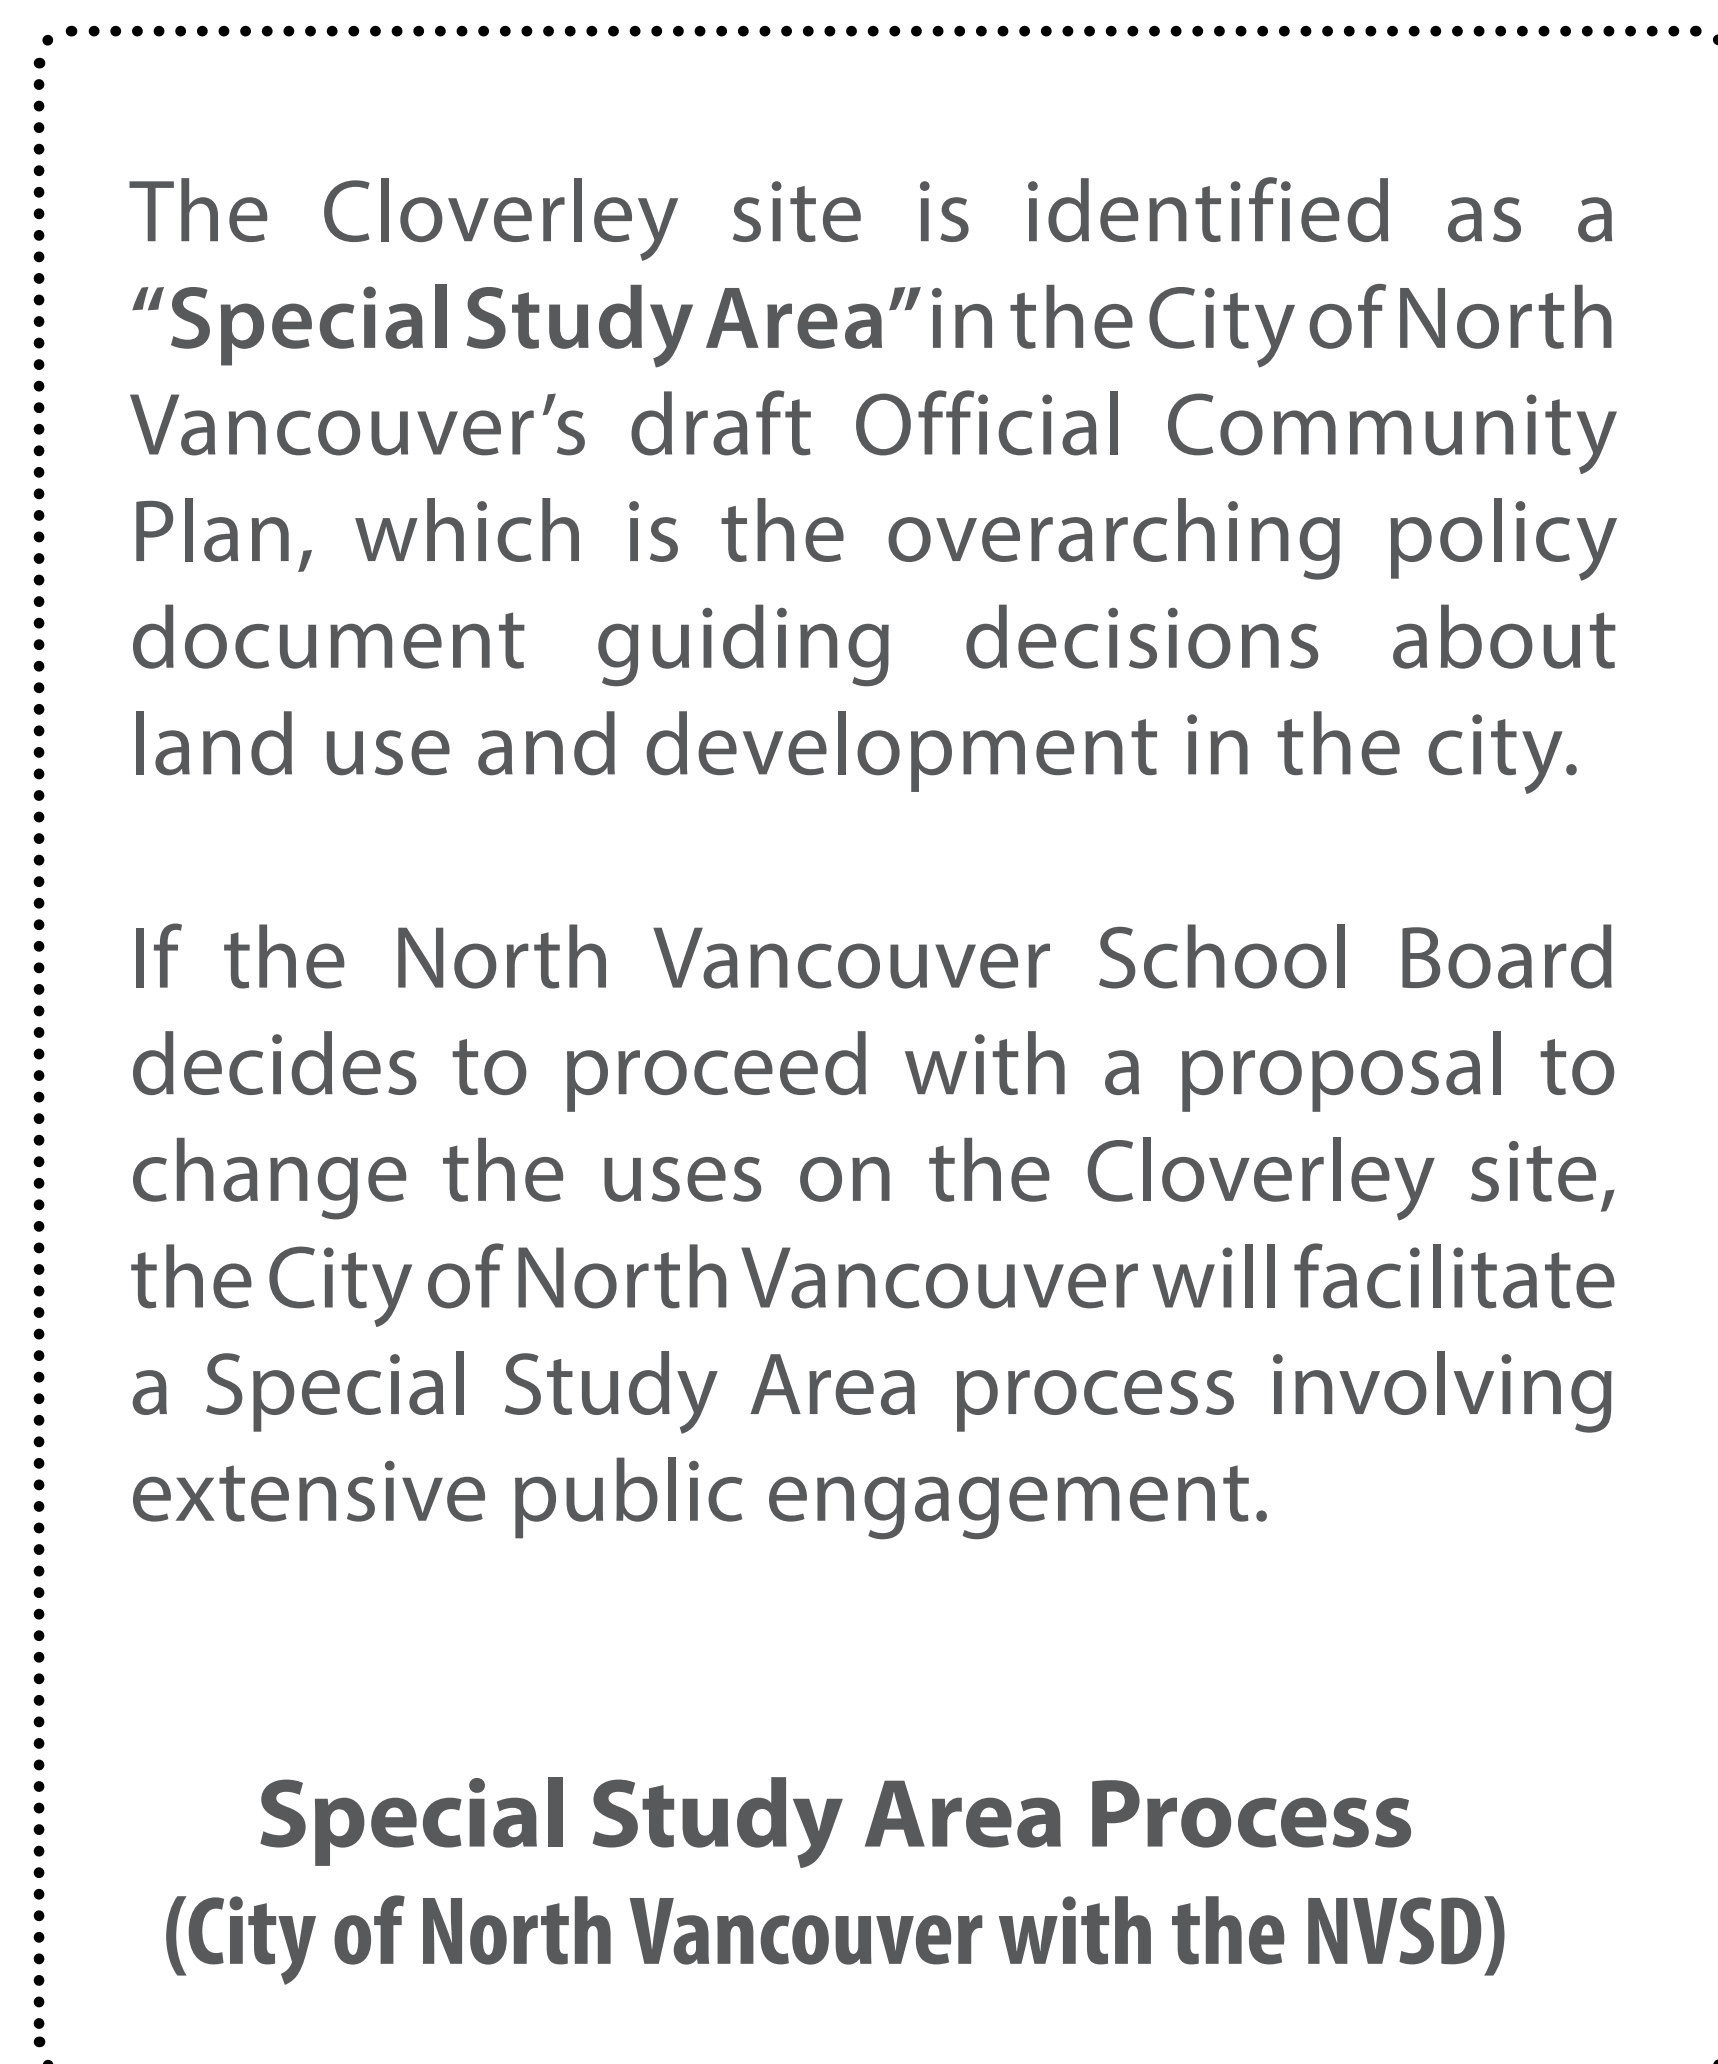 The Cloverley site is identified as a
“Special Study Area” in the City of North
Vancouver’s draft Official Community
Plan, which is the overarching policy
document guiding decisions about
land use and development in the city.
If the North Vancouver School Board
decides to proceed with a proposal to
change the uses on the Cloverley site,
the City of North Vancouver will facilitate
a Special Study Area process involving
extensive public engagement.
Special Study Area Process
(City of North Vancouver with the NVSD)